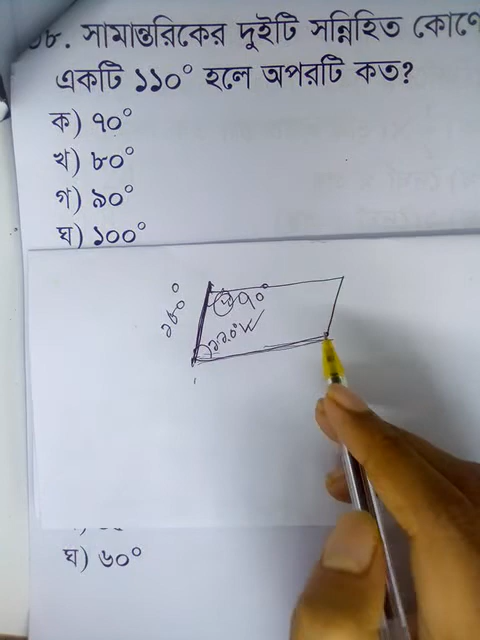 ৩৮. সামান্তরিকের দুইটি সন্নিহিত কোণে
একটি ১১০° হলে অপরটি কত?
ক) ৭০°
খ) ৮০°
গ) ৯০°
ঘ) ১০০°
৭০°
১৮০°
১১০°
ঘ) ৬০°